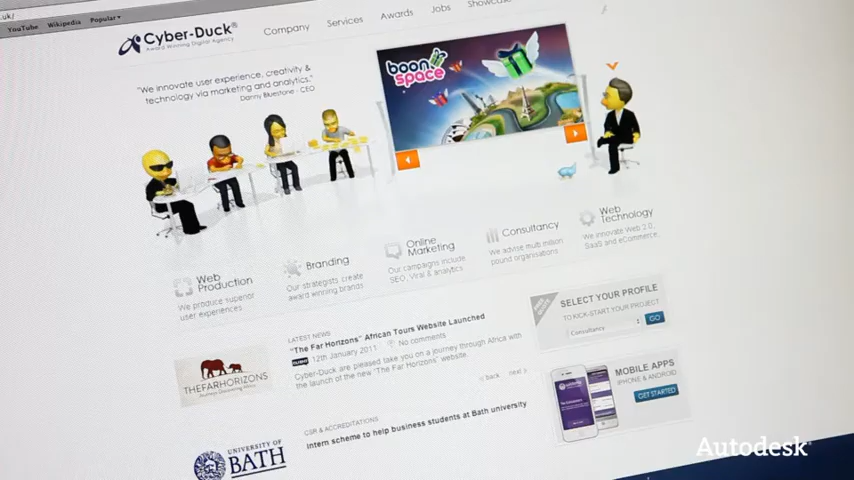 .uk/
YouTube Wikipedia Popular
Cyber-Duck®
Award Winning Digital Agency
Company Services Awards Jobs Showcase
"We innovate user experience, creativity &
technology via marketing and analytics."
Danny Bluestone - CEO
boon
space
Web
Production
We produce superior
user experiences
Branding
Our strategists create
award winning brands
Online
Marketing
Our campaigns include
SEO, Viral & analytics
Consultancy
We advise multi million
pound organisations
Web
Technology
We innovate Web 2.0,
SaaS and eCommerce
LATEST NEWS
"The Far Horizons" African Tours Website Launched
12th January 2011 No comments
Cyber-Duck are pleased take you on a journey through Africa with
the launch of the new "The Far Horizons" website.
back next
THEFARHORIZONS
CSR & ACCREDITATIONS
Intern scheme to help business students at Bath university
UNIVERSITY OF
BATH
SELECT YOUR PROFILE
TO KICK-START YOUR PROJECT
Consultancy
GO
MOBILE APPS
IPHONE & ANDROID
GET STARTED
Autodesk